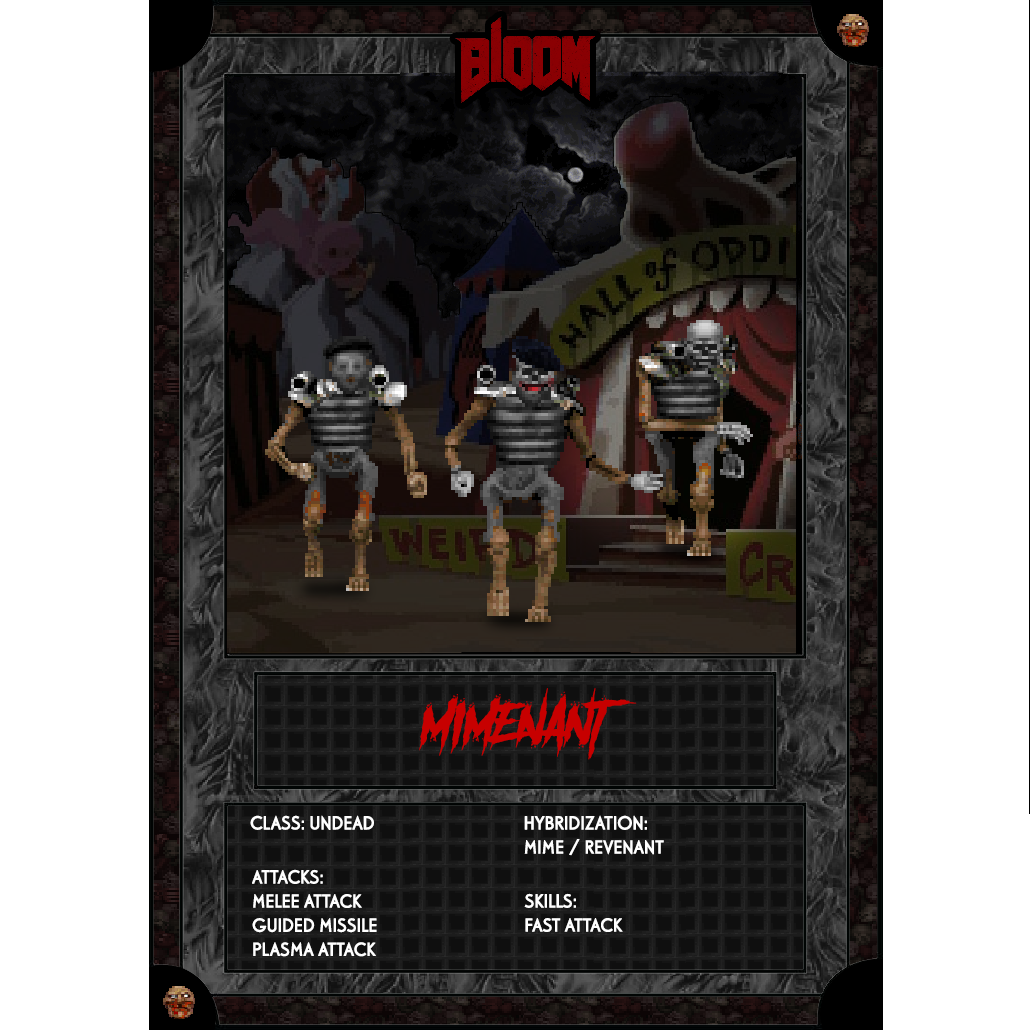 BLOOM
HALL of ODDI
WEIRD
CR
MIMENANT
CLASS: UNDEAD
HYBRIDIZATION:
MIME / REVENANT
ATTACKS:
MELEE ATTACK
GUIDED MISSILE
PLASMA ATTACK
SKILLS:
FAST ATTACK